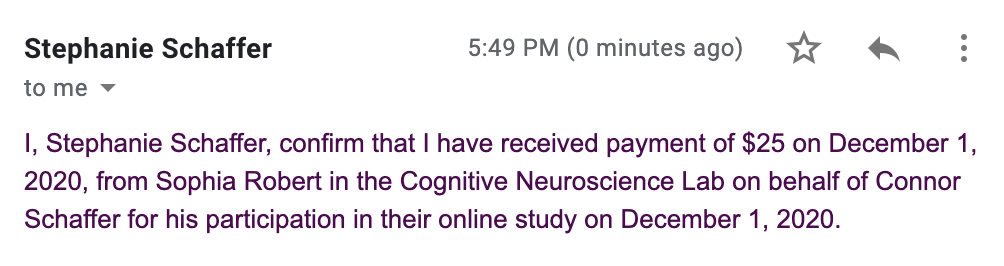 Stephanie Schaffer 5:49 PM (0 minutes ago)
to me
I, Stephanie Schaffer, confirm that I have received payment of $25 on December 1,
2020, from Sophia Robert in the Cognitive Neuroscience Lab on behalf of Connor
Schaffer for his participation in their online study on December 1, 2020.